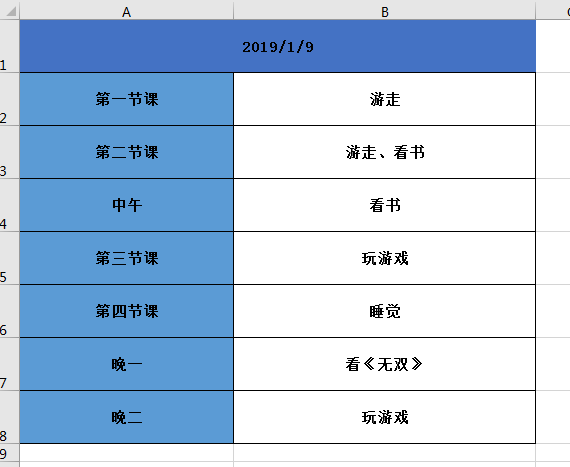 A B
1 2019/1/9
2 第一节课 游走
3 第二节课 游走、看书
4 中午 看书
5 第三节课 玩游戏
6 第四节课 睡觉
7 晚一 看《无双》
8 晚二 玩游戏
9